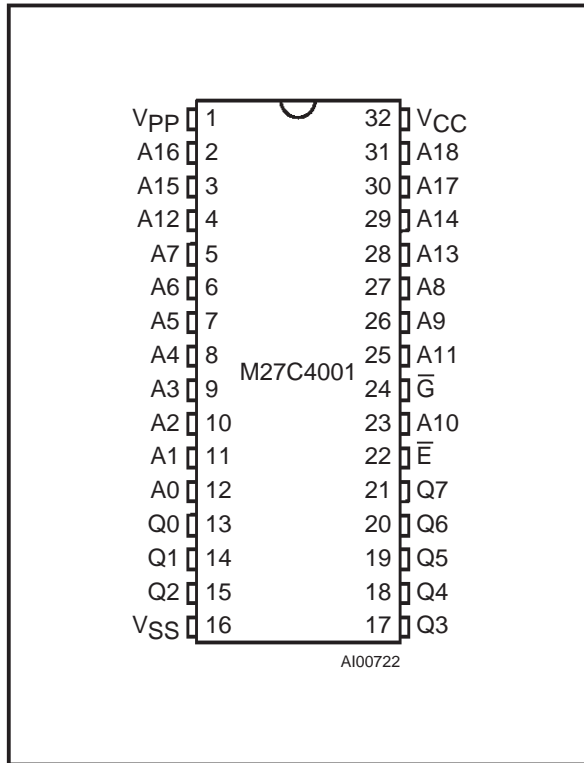 VPP 1 32 VCC
A16 2 31 A18
A15 3 30 A17
A12 4 29 A14
A7 5 28 A13
A6 6 27 A8
A5 7 26 A9
A4 8 25 A11
M27C4001
A3 9 24 G̅
A2 10 23 A10
A1 11 22 E̅
A0 12 21 Q7
Q0 13 20 Q6
Q1 14 19 Q5
Q2 15 18 Q4
VSS 16 17 Q3
AI00722